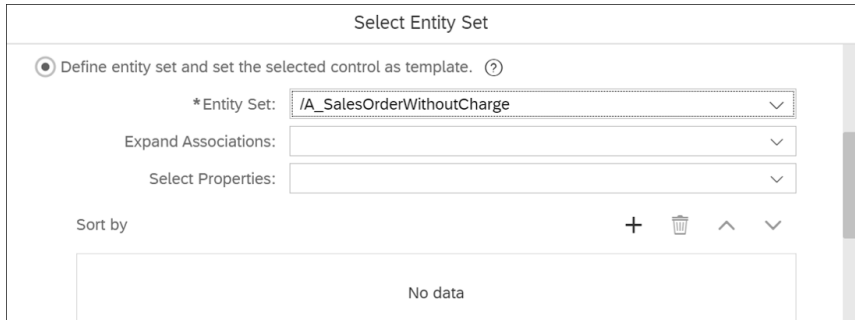 Select Entity Set
Define entity set and set the selected control as template. ?
*Entity Set: /A_SalesOrderWithoutCharge
Expand Associations:
Select Properties:
Sort by
No data